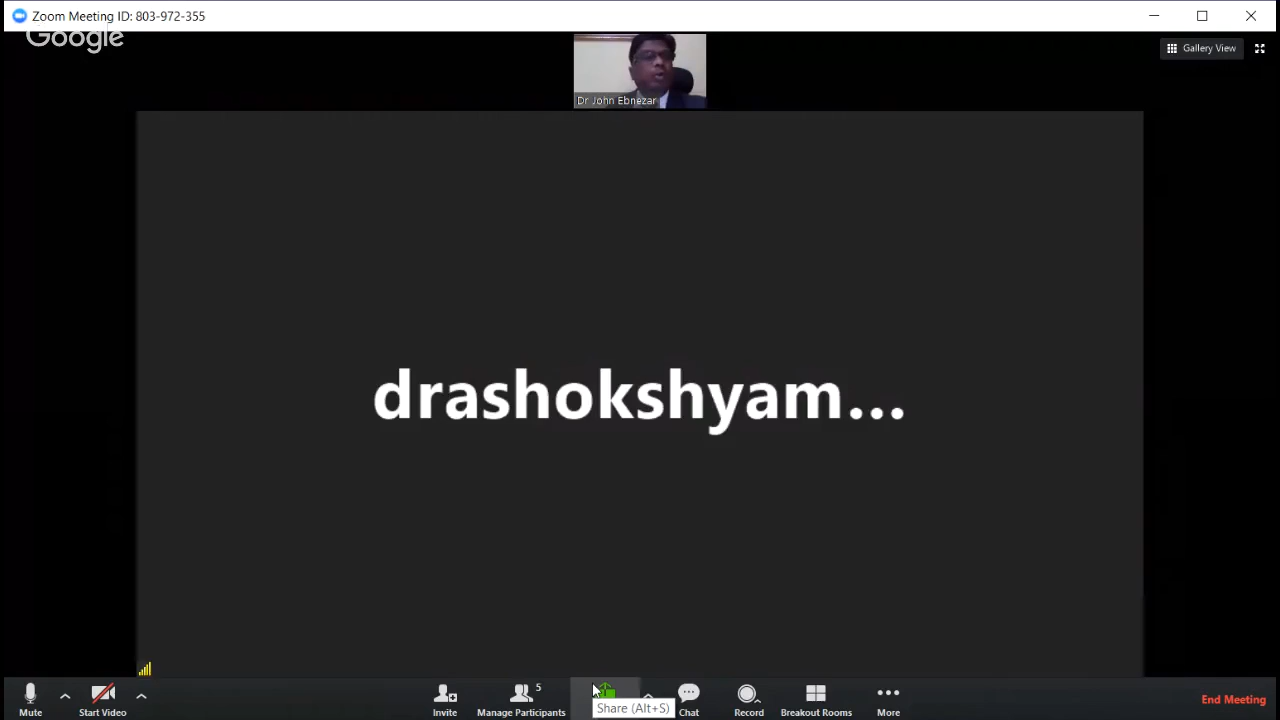 Zoom Meeting ID: 803-972-355
Google
Gallery View
Dr John Ebnezar
drashokshyam...
Mute
Start Video
Invite
5
Manage Participants
Share (Alt+S)
Chat
Record
Breakout Rooms
More
End Meeting